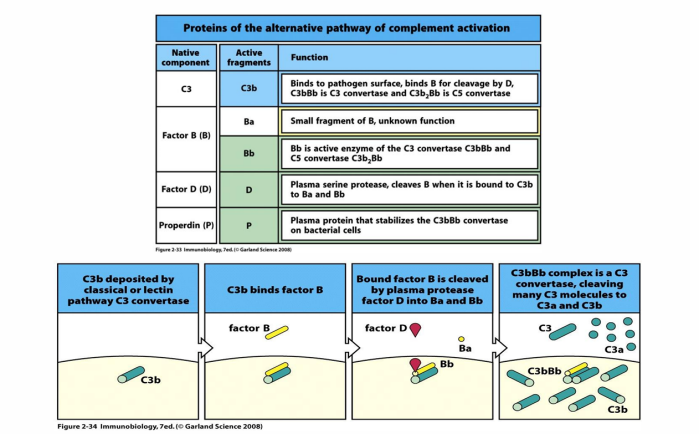 Proteins of the alternative pathway of complement activation
Native
component
Active
fragments
Function
C3
C3b
Binds to pathogen surface, binds B for cleavage by D,
C3bBb is C3 convertase and C3b₂Bb is C5 convertase
Factor B (B)
Ba
Small fragment of B, unknown function
Bb
Bb is active enzyme of the C3 convertase C3bBb and
C5 convertase C3b₂Bb
Factor D (D)
D
Plasma serine protease, cleaves B when it is bound to C3b
to Ba and Bb
Properdin (P)
P
Plasma protein that stabilizes the C3bBb convertase
on bacterial cells
Figure 2-33 Immunobiology, 7ed. (© Garland Science 2008)
C3b deposited by
classical or lectin
pathway C3 convertase
C3b
C3b binds factor B
factor B
Bound factor B is cleaved
by plasma protease
factor D into Ba and Bb
factor D
Ba
Bb
C3bBb complex is a C3
convertase, cleaving
many C3 molecules to
C3a and C3b
C3
C3a
C3bBb
C3b
Figure 2-34 Immunobiology, 7ed. (© Garland Science 2008)